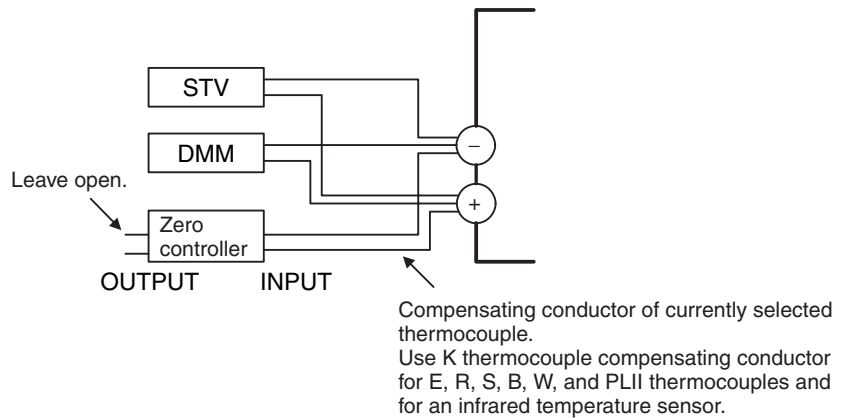 STV
DMM
Leave open.
Zero
controller
OUTPUT
INPUT
−
+
Compensating conductor of currently selected
thermocouple.
Use K thermocouple compensating conductor
for E, R, S, B, W, and PLII thermocouples and
for an infrared temperature sensor.